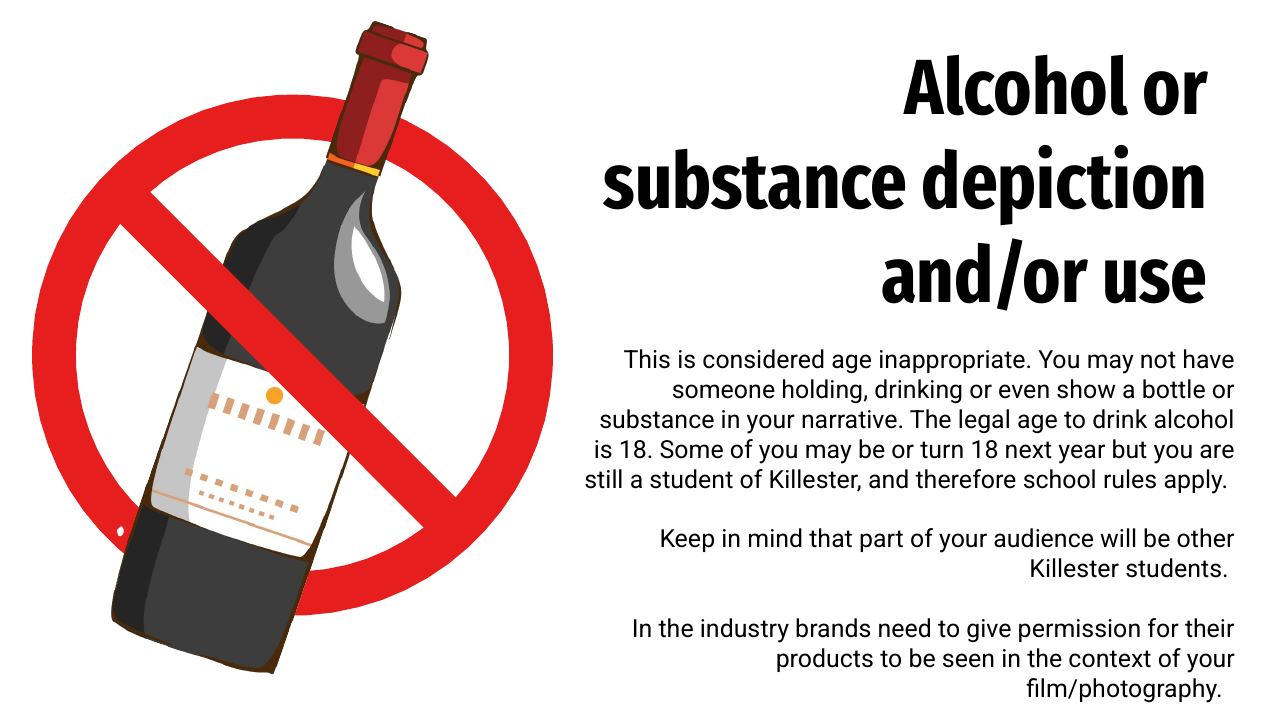 Alcohol or
substance depiction
and/or use
This is considered age inappropriate. You may not have
someone holding, drinking or even show a bottle or
substance in your narrative. The legal age to drink alcohol
is 18. Some of you may be or turn 18 next year but you are
still a student of Killester, and therefore school rules apply.
Keep in mind that part of your audience will be other
Killester students.
In the industry brands need to give permission for their
products to be seen in the context of your
film/photography.